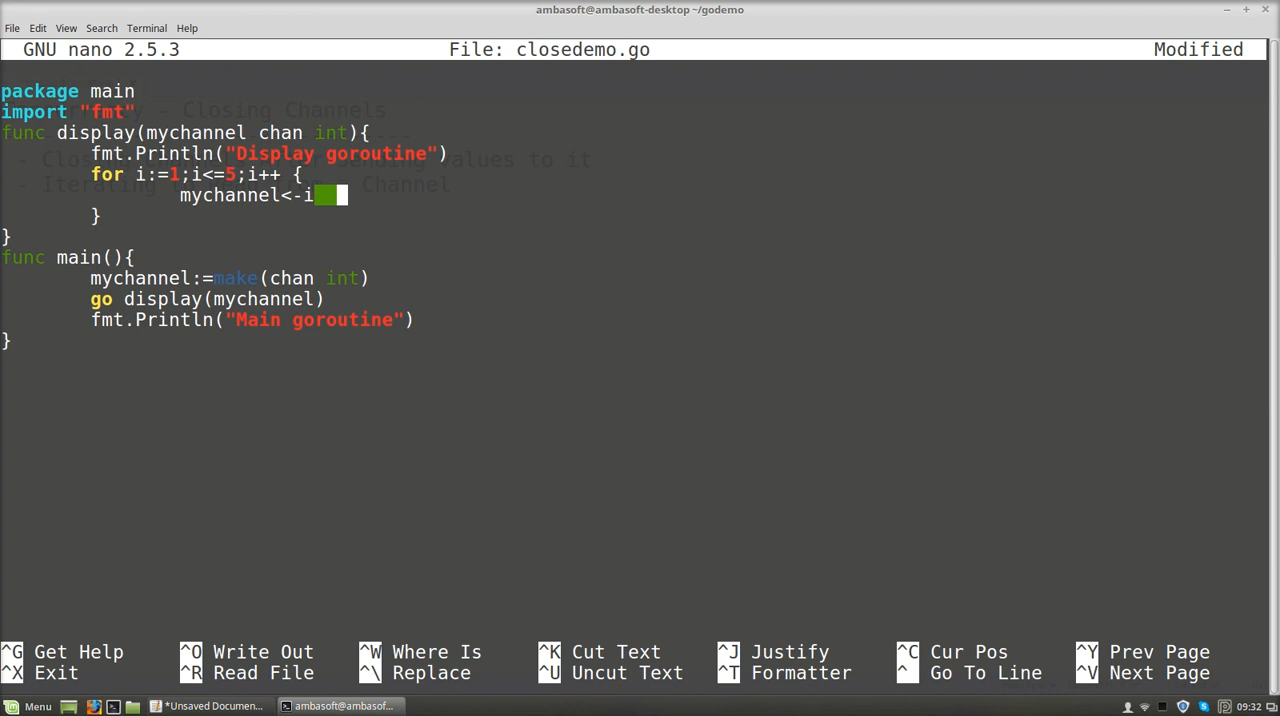 ambasoft@ambasoft-desktop ~/godemo
File Edit View Search Terminal Help
GNU nano 2.5.3 File: closedemo.go Modified
package main
import "fmt"
- Closing Channels
func display(mychannel chan int){
fmt.Println("Display goroutine")
for i:=1;i<=5;i++ {
mychannel<-i
}
}
func main(){
mychannel:=make(chan int)
go display(mychannel)
fmt.Println("Main goroutine")
}
^G Get Help ^O Write Out ^W Where Is ^K Cut Text ^J Justify ^C Cur Pos ^Y Prev Page
^X Exit ^R Read File ^\ Replace ^U Uncut Text ^T Formatter ^_ Go To Line ^V Next Page
Menu *Unsaved Documen... ambasoft@ambasof... 09:32